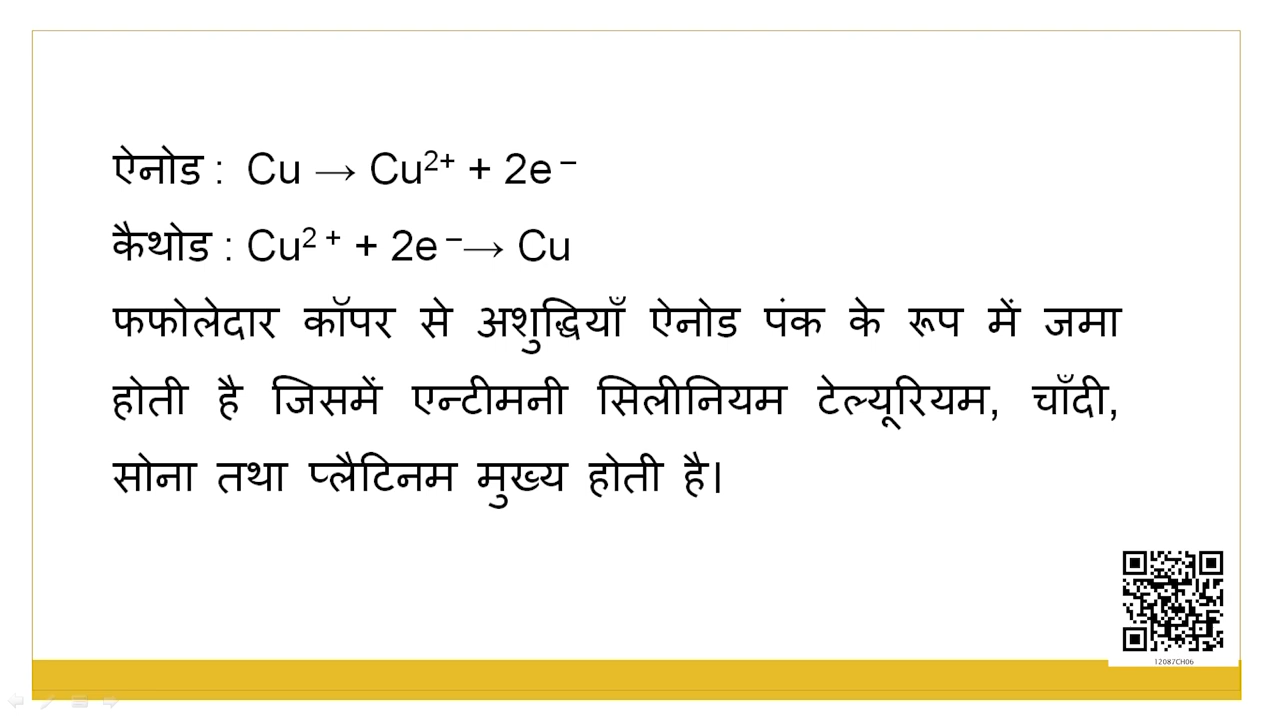 ऐनोड : Cu → Cu²⁺ + 2e ⁻
कैथोड : Cu² ⁺ + 2e ⁻→ Cu
फफोलेदार कॉपर से अशुद्धियाँ ऐनोड पंक के रूप में जमा
होती है जिसमें एन्टीमनी सिलीनियम टेल्यूरियम, चाँदी,
सोना तथा प्लैटिनम मुख्य होती है।
12087CH06